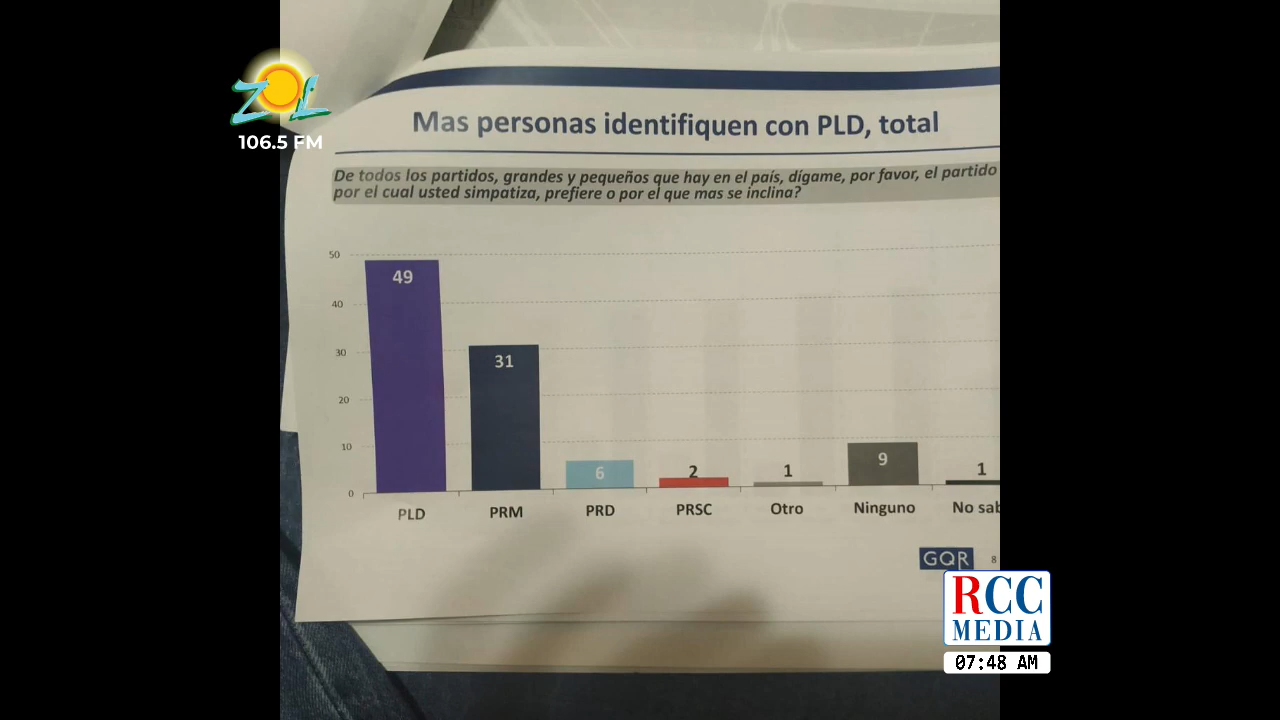 ZOL
106.5 FM
Mas personas identifiquen con PLD, total
De todos los partidos, grandes y pequeños que hay en el país, dígame, por favor, el partido
por el cual usted simpatiza, prefiere o por el que mas se inclina?
50
49
40
30
31
20
10
6
2
1
9
1
0
PLD
PRM
PRD
PRSC
Otro
Ninguno
No sab
GQR
8
RCC
MEDIA
07:48 AM